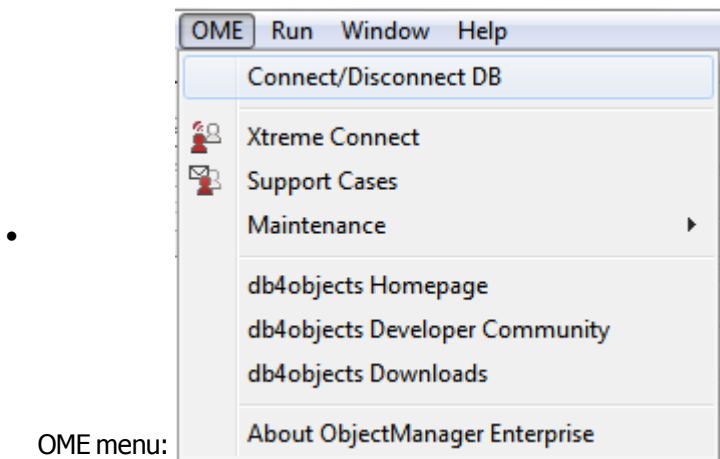 OME Run Window Help
Connect/Disconnect DB
Xtreme Connect
Support Cases
Maintenance
db4objects Homepage
db4objects Developer Community
db4objects Downloads
OME menu: About ObjectManager Enterprise